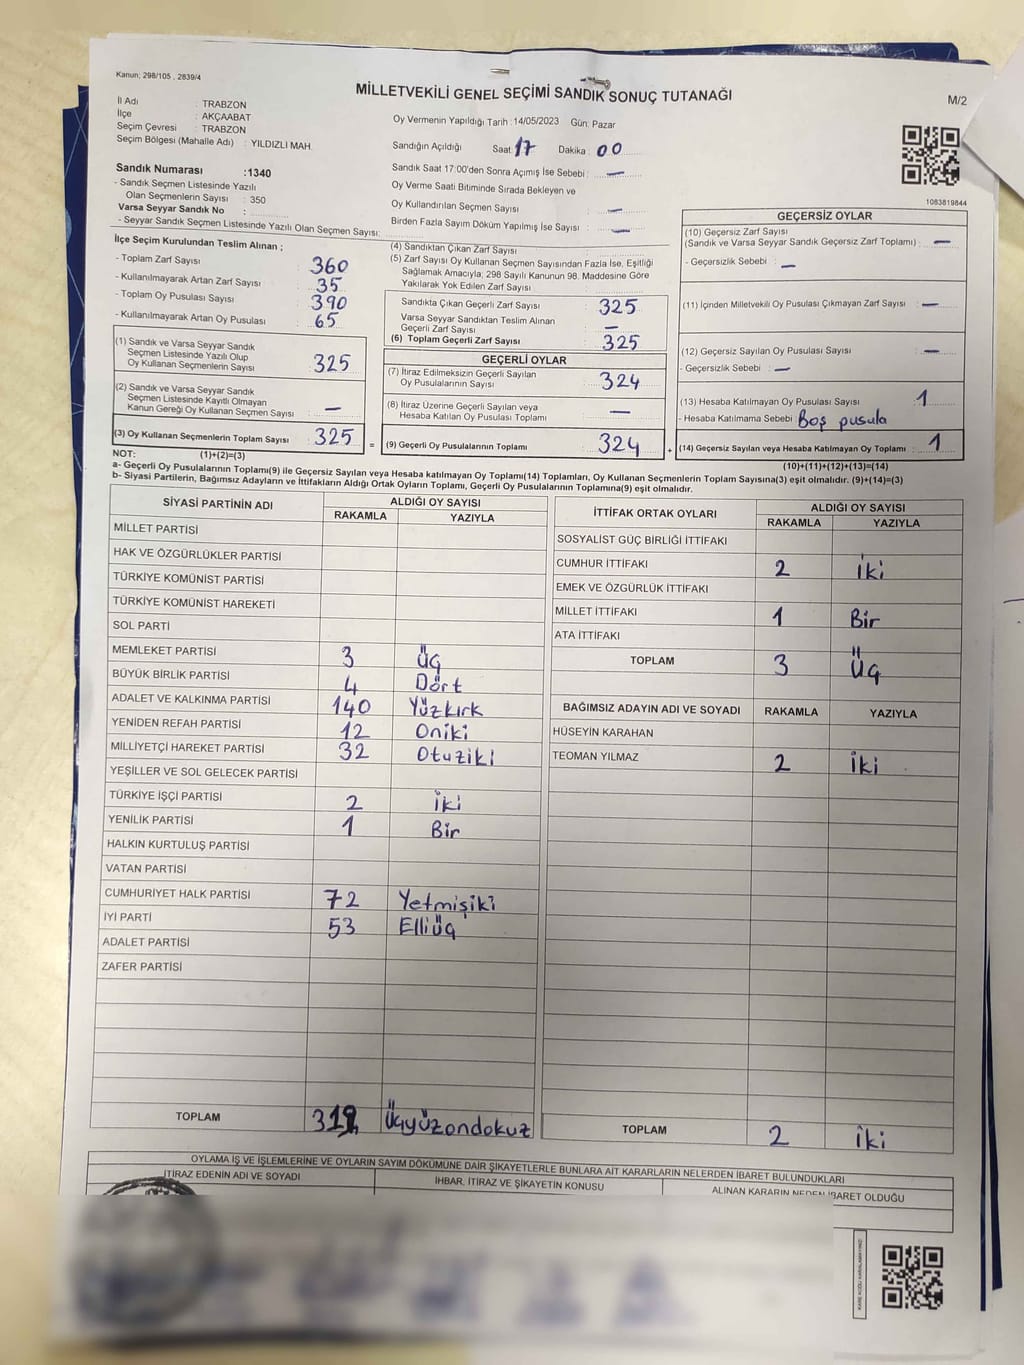 Kanun; 298/105 , 2839/4
MİLLETVEKİLİ GENEL SEÇİMİ SANDIK SONUÇ TUTANAĞI
M/2
İl Adı : TRABZON
İlçe : AKÇAABAT
Seçim Çevresi : TRABZON
Seçim Bölgesi (Mahalle Adı) : YILDIZLI MAH.
Oy Vermenin Yapıldığı Tarih :14/05/2023 Gün: Pazar
Sandığın Açıldığı Saat: 17 Dakika : 00
Sandık Saat 17:00'den Sonra Açımış İse Sebebi : —
Oy Verme Saati Bitiminde Sırada Bekleyen ve
Oy Kullandırılan Seçmen Sayısı : —
Birden Fazla Sayım Döküm Yapılmış İse Sayısı : —
Sandık Numarası :1340
- Sandık Seçmen Listesinde Yazılı
Olan Seçmenlerin Sayısı : 350
Varsa Seyyar Sandık No :
- Seyyar Sandık Seçmen Listesinde Yazılı Olan Seçmen Sayısı:
1083819844
İlçe Seçim Kurulundan Teslim Alınan ;
- Toplam Zarf Sayısı : 360
- Kullanılmayarak Artan Zarf Sayısı : 35
- Toplam Oy Pusulası Sayısı : 390
- Kullanılmayarak Artan Oy Pusulası : 65
(1) Sandık ve Varsa Seyyar Sandık
Seçmen Listesinde Yazılı Olup
Oy Kullanan Seçmenlerin Sayısı : 325
(2) Sandık ve Varsa Seyyar Sandık
Seçmen Listesinde Kayıtlı Olmayan
Kanun Gereği Oy Kullanan Seçmen Sayısı : —
(3) Oy Kullanan Seçmenlerin Toplam Sayısı : 325
(1)+(2)=(3)
(4) Sandıktan Çıkan Zarf Sayısı :
(5) Zarf Sayısı Oy Kullanan Seçmen Sayısından Fazla İse, Eşitliği
Sağlamak Amacıyla; 298 Sayılı Kanunun 98. Maddesine Göre
Yakılarak Yok Edilen Zarf Sayısı :
Sandıkta Çıkan Geçerli Zarf Sayısı : 325
Varsa Seyyar Sandıktan Teslim Alınan
Geçerli Zarf Sayısı : —
(6) Toplam Geçerli Zarf Sayısı : 325
GEÇERLİ OYLAR
(7) İtiraz Edilmeksizin Geçerli Sayılan
Oy Pusulalarının Sayısı : 324
(8) İtiraz Üzerine Geçerli Sayılan veya
Hesaba Katılan Oy Pusulası Toplamı : —
= (9) Geçerli Oy Pusulalarının Toplamı : 324 +
GEÇERSİZ OYLAR
(10) Geçersiz Zarf Sayısı
(Sandık ve Varsa Seyyar Sandık Geçersiz Zarf Toplamı) : —
- Geçersizlik Sebebi : —
(11) İçinden Milletvekili Oy Pusulası Çıkmayan Zarf Sayısı : —
(12) Geçersiz Sayılan Oy Pusulası Sayısı : —
- Geçersizlik Sebebi : —
(13) Hesaba Katılmayan Oy Pusulası Sayısı : 1
- Hesaba Katılmama Sebebi : Boş pusula
(14) Geçersiz Sayılan veya Hesaba Katılmayan Oy Toplamı : 1
(10)+(11)+(12)+(13)=(14)
NOT:
a- Geçerli Oy Pusulalarının Toplamı(9) ile Geçersiz Sayılan veya Hesaba katılmayan Oy Toplamı(14) Toplamları, Oy Kullanan Seçmenlerin Toplam Sayısına(3) eşit olmalıdır. (9)+(14)=(3)
b- Siyasi Partilerin, Bağımsız Adayların ve İttifakların Aldığı Ortak Oyların Toplamı, Geçerli Oy Pusulalarının Toplamına(9) eşit olmalıdır.
SİYASİ PARTİNİN ADI ALDIĞI OY SAYISI
RAKAMLA YAZIYLA
MİLLET PARTİSİ
HAK VE ÖZGÜRLÜKLER PARTİSİ
TÜRKİYE KOMÜNİST PARTİSİ
TÜRKİYE KOMÜNİST HAREKETİ
SOL PARTİ
MEMLEKET PARTİSİ 3 Üç
BÜYÜK BİRLİK PARTİSİ 4 Dört
ADALET VE KALKINMA PARTİSİ 140 Yüzkırk
YENİDEN REFAH PARTİSİ 12 Oniki
MİLLİYETÇİ HAREKET PARTİSİ 32 Otuziki
YEŞİLLER VE SOL GELECEK PARTİSİ
TÜRKİYE İŞÇİ PARTİSİ 2 İki
YENİLİK PARTİSİ 1 Bir
HALKIN KURTULUŞ PARTİSİ
VATAN PARTİSİ
CUMHURİYET HALK PARTİSİ 72 Yetmişiki
İYİ PARTİ 53 Elliüç
ADALET PARTİSİ
ZAFER PARTİSİ
TOPLAM 319 Üçyüzondokuz
İTTİFAK ORTAK OYLARI ALDIĞI OY SAYISI
RAKAMLA YAZIYLA
SOSYALİST GÜÇ BİRLİĞİ İTTİFAKI
CUMHUR İTTİFAKI 2 İki
EMEK VE ÖZGÜRLÜK İTTİFAKI
MİLLET İTTİFAKI 1 Bir
ATA İTTİFAKI
TOPLAM 3 Üç
BAĞIMSIZ ADAYIN ADI VE SOYADI RAKAMLA YAZIYLA
HÜSEYİN KARAHAN
TEOMAN YILMAZ 2 İki
TOPLAM 2 İki
OYLAMA İŞ VE İŞLEMLERİNE VE OYLARIN SAYIM DÖKÜMÜNE DAİR ŞİKAYETLERLE BUNLARA AİT KARARLARIN NELERDEN İBARET BULUNDUKLARI
İTİRAZ EDENİN ADI VE SOYADI İHBAR, İTİRAZ VE ŞİKAYETİN KONUSU ALINAN KARARIN NEDEN İBARET OLDUĞU
KARE KODU KARALAMAYINIZ!